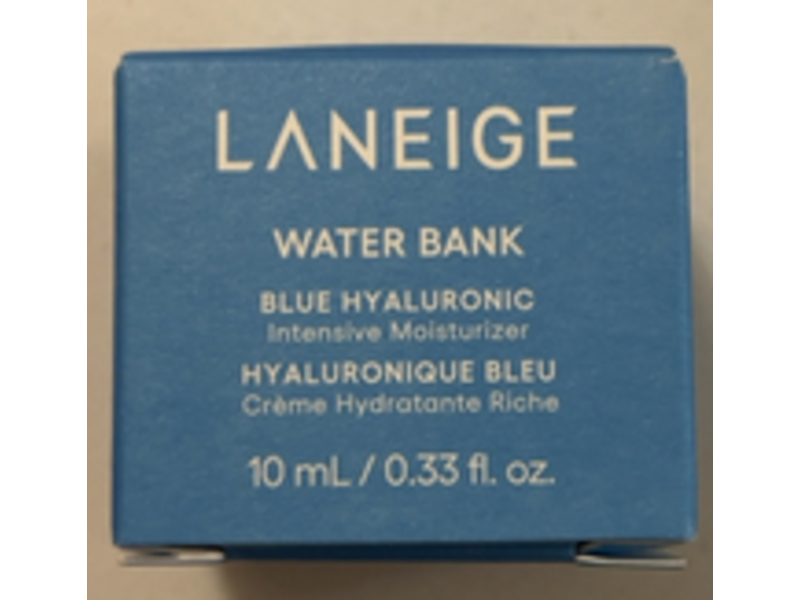 LANEIGE
WATER BANK
BLUE HYALURONIC
Intensive Moisturizer
HYALURONIQUE BLEU
Crème Hydratante Riche
10 mL / 0.33 fl. oz.